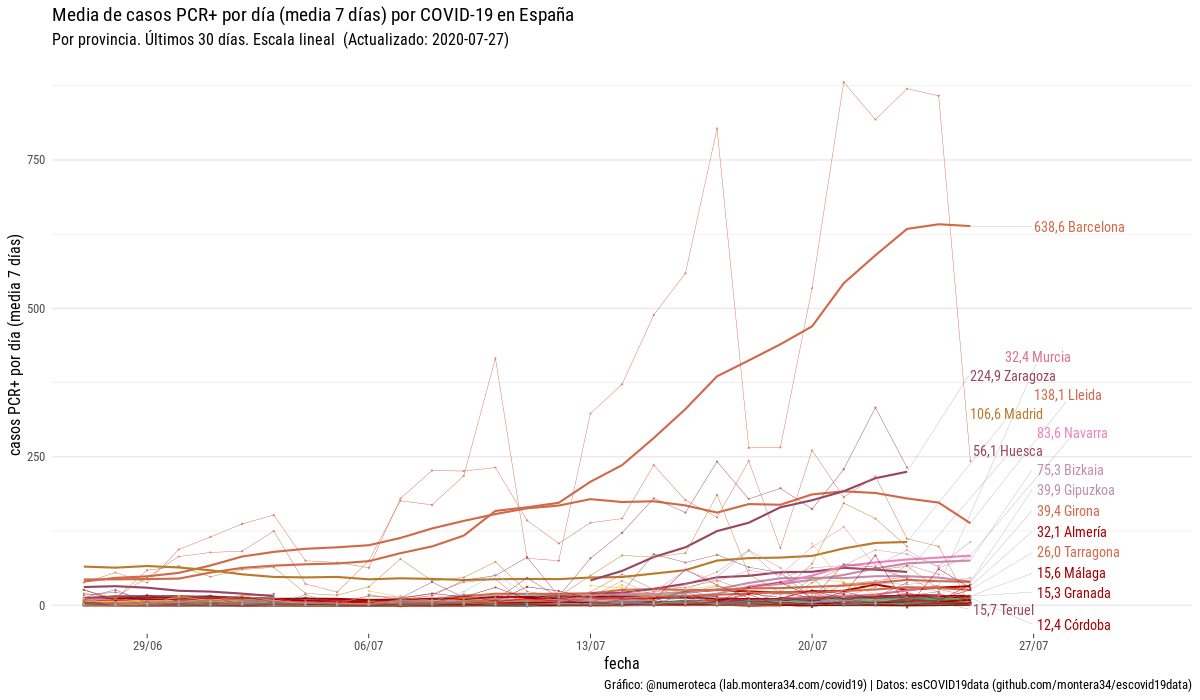 Media de casos PCR+ por día (media 7 días) por COVID-19 en España
Por provincia. Últimos 30 días. Escala lineal  (Actualizado: 2020-07-27)
casos PCR+ por día (media 7 días)
750
500
250
0
638,6 Barcelona
32,4 Murcia
224,9 Zaragoza
138,1 Lleida
106,6 Madrid
83,6 Navarra
56,1 Huesca
75,3 Bizkaia
39,9 Gipuzkoa
39,4 Girona
32,1 Almería
26,0 Tarragona
15,6 Málaga
15,3 Granada
15,7 Teruel
12,4 Córdoba
29/06
06/07
13/07
20/07
27/07
fecha
Gráfico: @numeroteca (lab.montera34.com/covid19) | Datos: esCOVID19data (github.com/montera34/escovid19data)